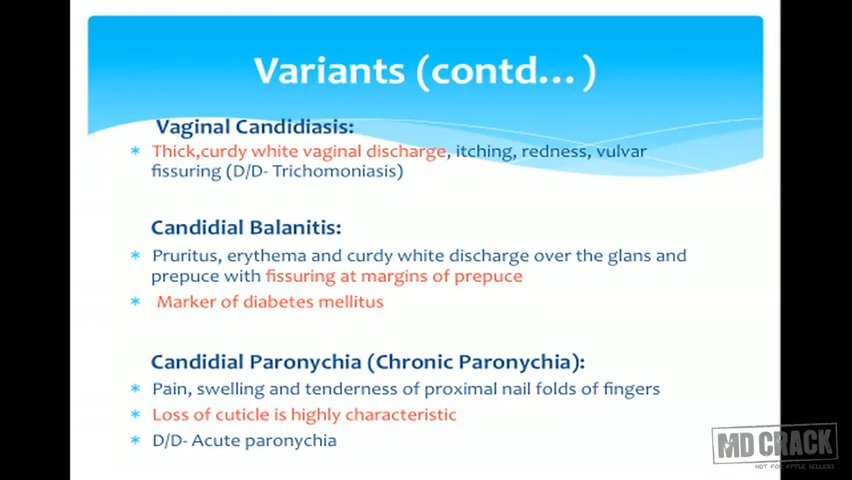 Variants (contd...)
Vaginal Candidiasis:
* Thick,curdy white vaginal discharge, itching, redness, vulvar
fissuring (D/D- Trichomoniasis)
Candidial Balanitis:
* Pruritus, erythema and curdy white discharge over the glans and
prepuce with fissuring at margins of prepuce
* Marker of diabetes mellitus
Candidial Paronychia (Chronic Paronychia):
* Pain, swelling and tenderness of proximal nail folds of fingers
* Loss of cuticle is highly characteristic
* D/D- Acute paronychia
MD CRACK
NOT FOR APPLE SELLERS